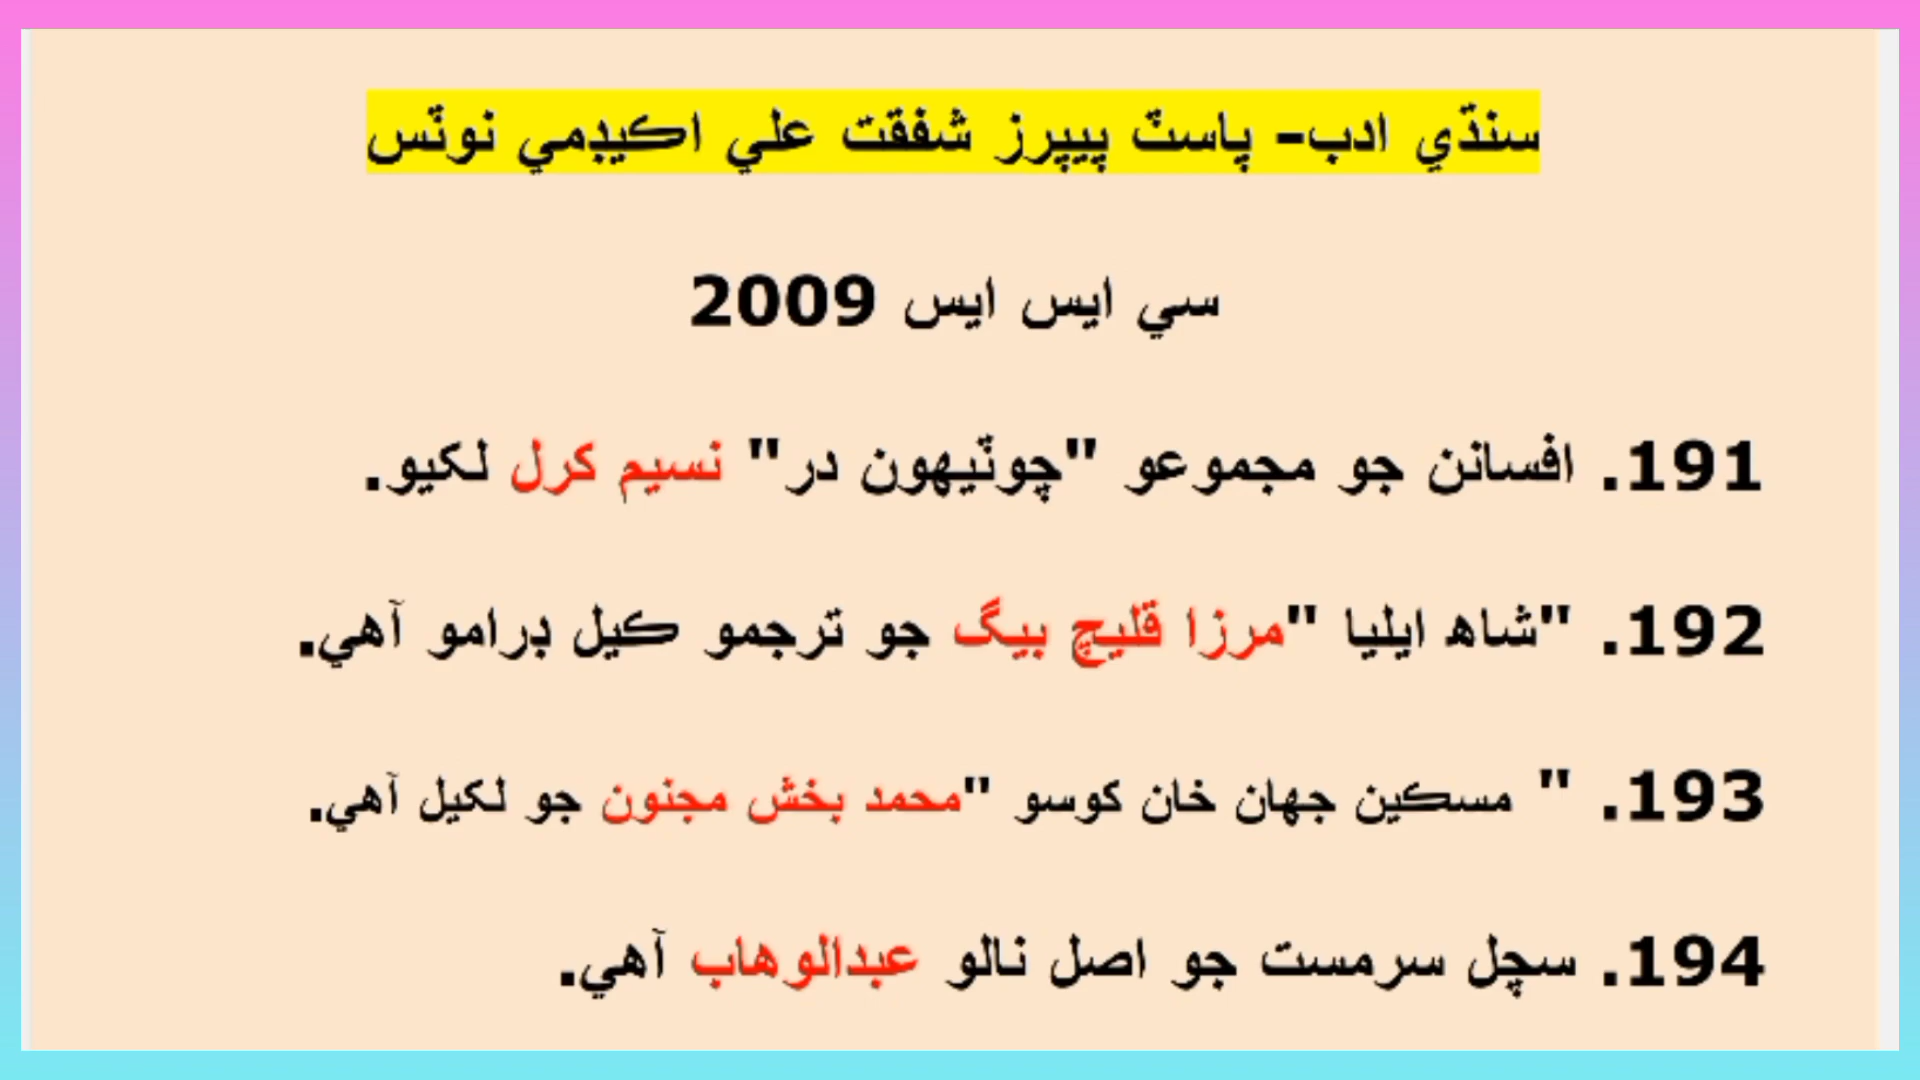 سنڌي ادب- پاسٽ پيپرز شفقت علي اڪيڊمي نوٽس
سي ايس ايس 2009
191. افسانن جو مجموعو "چوٽيهون در" نسيم کرل لکيو.
192. "شاھ ايليا "مرزا قليچ بيگ جو ترجمو ڪيل ڊرامو آهي.
193. " مسڪين جهان خان کوسو "محمد بخش مجنون جو لکيل آهي.
194. سچل سرمست جو اصل نالو عبدالوهاب آهي.